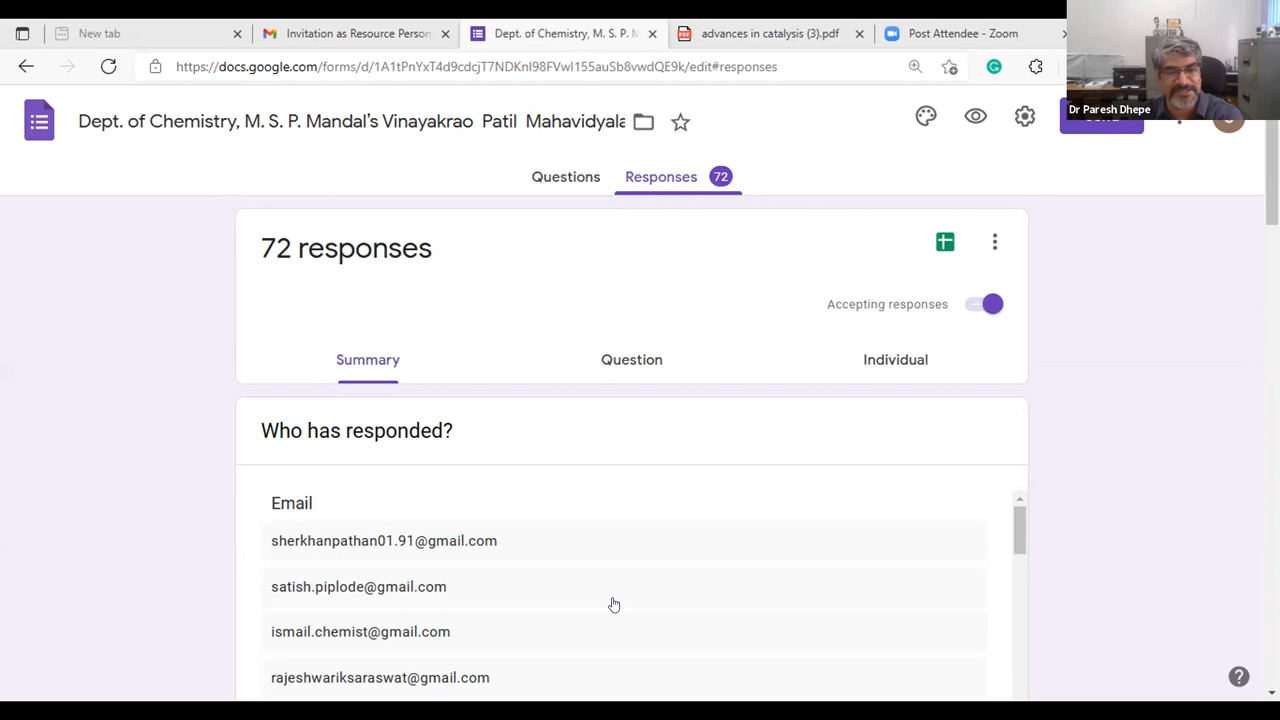 New tab
Invitation as Resource Person
Dept. of Chemistry, M. S. P. M
advances in catalysis (3).pdf
Post Attendee - Zoom
https://docs.google.com/forms/d/1A1tPnYxT4d9cdcjT7NDKnI98FVwI155auSb8vwdQE9k/edit#responses
Dr Paresh Dhepe
Dept. of Chemistry, M. S. P. Mandal's Vinayakrao Patil Mahavidyala
Questions
Responses 72
72 responses
Accepting responses
Summary
Question
Individual
Who has responded?
Email
sherkhanpathan01.91@gmail.com
satish.piplode@gmail.com
ismail.chemist@gmail.com
rajeshwariksaraswat@gmail.com